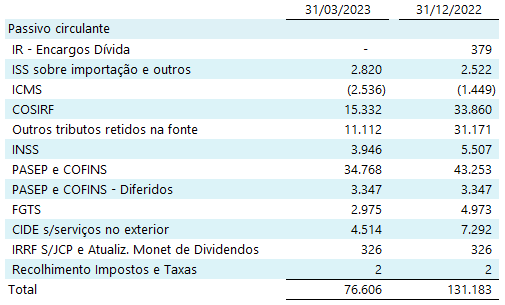 31/03/2023 31/12/2022
Passivo circulante
IR - Encargos Dívida - 379
ISS sobre importação e outros 2.820 2.522
ICMS (2.536) (1.449)
COSIRF 15.332 33.860
Outros tributos retidos na fonte 11.112 31.171
INSS 3.946 5.507
PASEP e COFINS 34.768 43.253
PASEP e COFINS - Diferidos 3.347 3.347
FGTS 2.975 4.973
CIDE s/serviços no exterior 4.514 7.292
IRRF S/JCP e Atualiz. Monet de Dividendos 326 326
Recolhimento Impostos e Taxas 2 2
Total 76.606 131.183